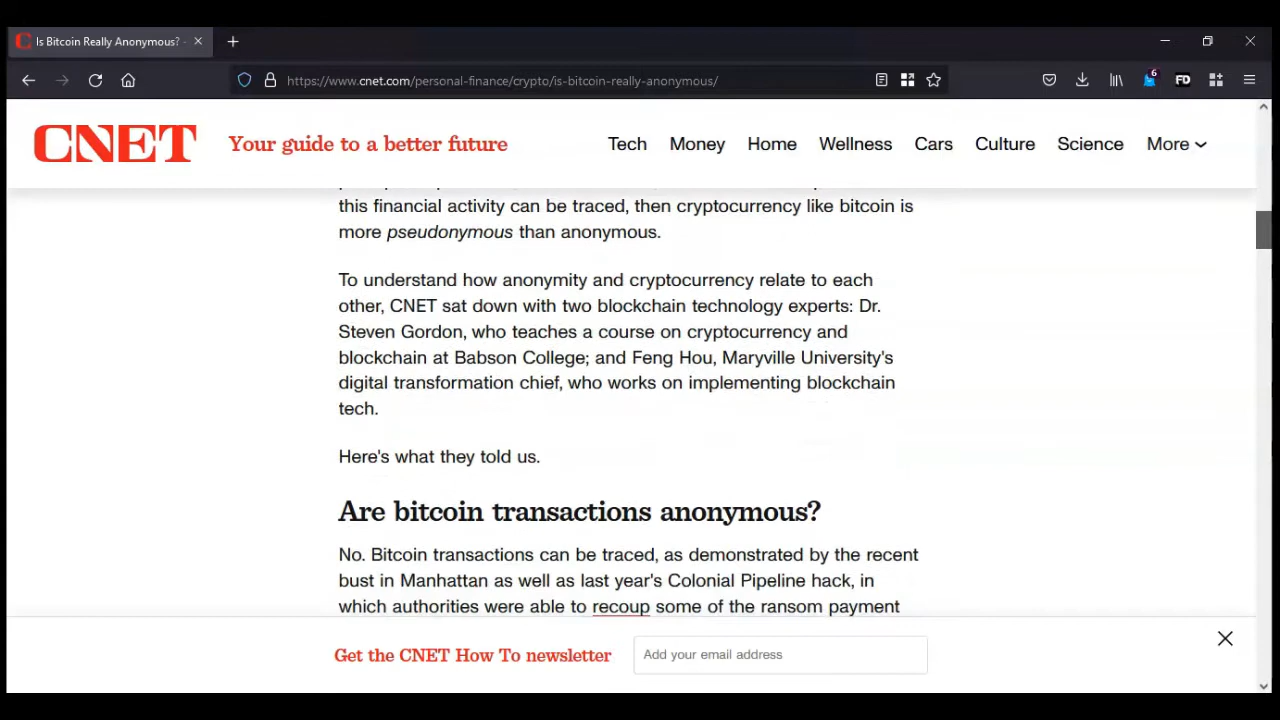 Is Bitcoin Really Anonymous? -
https://www.cnet.com/personal-finance/crypto/is-bitcoin-really-anonymous/
6
FD
CNET
Your guide to a better future
Tech
Money
Home
Wellness
Cars
Culture
Science
More
this financial activity can be traced, then cryptocurrency like bitcoin is
more pseudonymous than anonymous.
To understand how anonymity and cryptocurrency relate to each
other, CNET sat down with two blockchain technology experts: Dr.
Steven Gordon, who teaches a course on cryptocurrency and
blockchain at Babson College; and Feng Hou, Maryville University's
digital transformation chief, who works on implementing blockchain
tech.
Here's what they told us.
Are bitcoin transactions anonymous?
No. Bitcoin transactions can be traced, as demonstrated by the recent
bust in Manhattan as well as last year's Colonial Pipeline hack, in
which authorities were able to recoup some of the ransom payment
Get the CNET How To newsletter
Add your email address